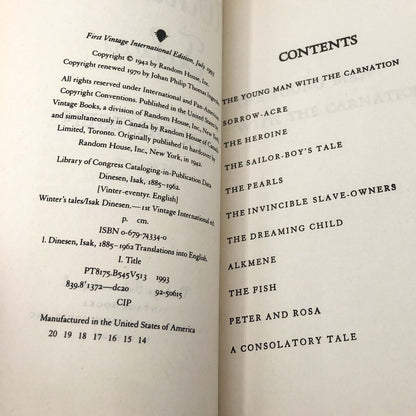 First Vintage International Edition, July 1993
Copyright © 1942 by Random House, Inc.
Copyright renewed 1970 by Johan Philip Thomas Ingerslev
All rights reserved under International and Pan-American
Copyright Conventions. Published in the United States by
Vintage Books, a division of Random House, Inc., New York,
and simultaneously in Canada by Random House of Canada
Limited, Toronto. Originally published in hardcover by
Random House, Inc., New York, in 1942.
Library of Congress Cataloging-in-Publication Data
Dinesen, Isak, 1885–1962.
[Vinter-eventyr. English]
Winter's tales/Isak Dinesen.—1st Vintage International ed.
p. cm.
ISBN 0-679-74334-0
1. Dinesen, Isak, 1885–1962 Translations into English.
I. Title
PT8175.B545V513 1993
839.8'1372—dc20 92-50615
CIP
Manufactured in the United States of America
20 19 18 17 16 15 14
CONTENTS
THE YOUNG MAN WITH THE CARNATION
SORROW-ACRE
THE HEROINE
THE SAILOR-BOY'S TALE
THE PEARLS
THE INVINCIBLE SLAVE-OWNERS
THE DREAMING CHILD
ALKMENE
THE FISH
PETER AND ROSA
A CONSOLATORY TALE